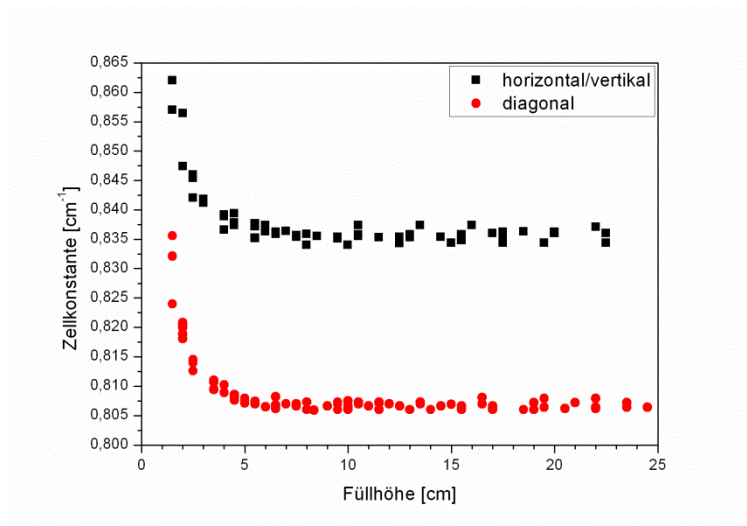 0,865
0,860
0,855
0,850
0,845
0,840
0,835
0,830
0,825
0,820
0,815
0,810
0,805
0,800
Zellkonstante [cm⁻¹]
horizontal/vertikal
diagonal
0 5 10 15 20 25
Füllhöhe [cm]